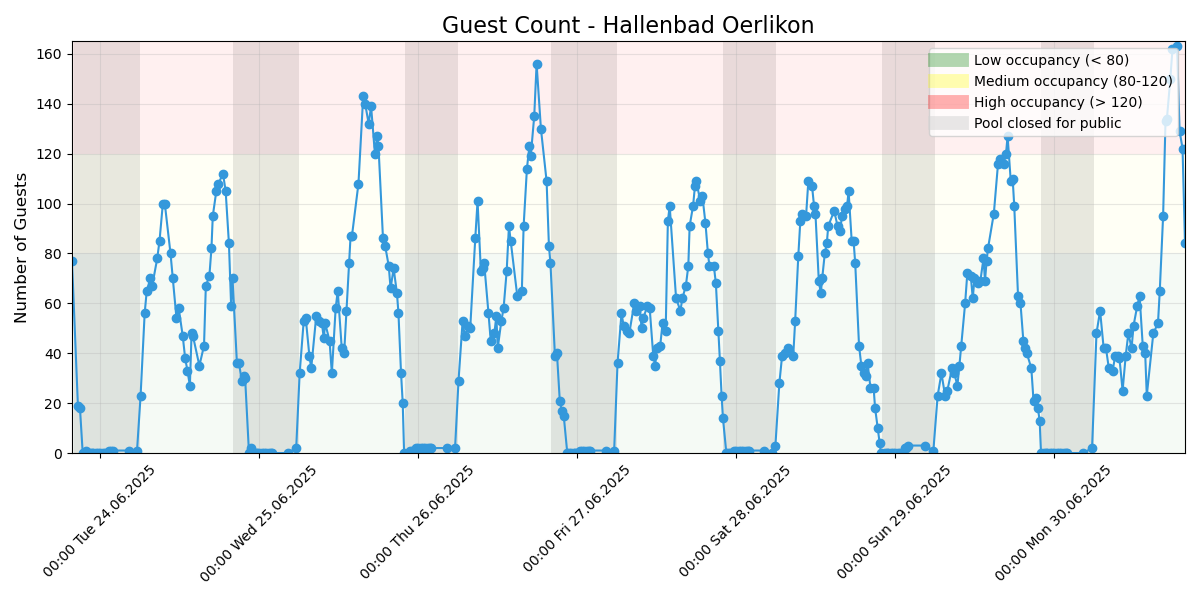 Guest Count - Hallenbad Oerlikon
Number of Guests
160
140
120
100
80
60
40
20
0
Low occupancy (< 80)
Medium occupancy (80-120)
High occupancy (> 120)
Pool closed for public
00:00 Tue 24.06.2025
00:00 Wed 25.06.2025
00:00 Thu 26.06.2025
00:00 Fri 27.06.2025
00:00 Sat 28.06.2025
00:00 Sun 29.06.2025
00:00 Mon 30.06.2025